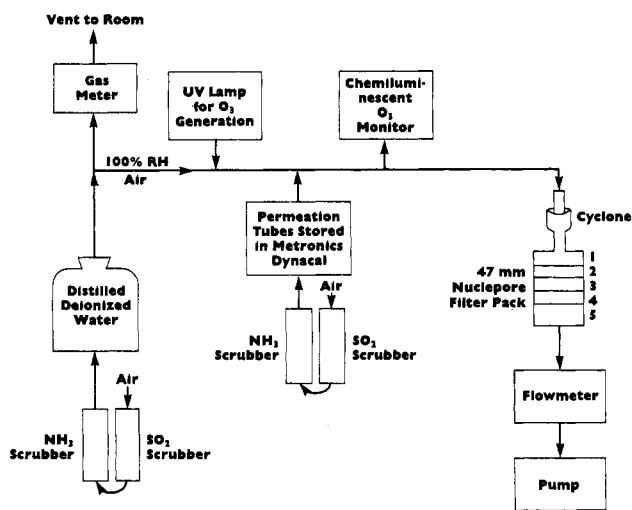 Vent to Room
Gas
Meter
UV Lamp
for O₃
Generation
Chemilumi-
nescent
O₃
Monitor
100% RH
Air
Cyclone
Permeation
Tubes Stored
in Metronics
Dynacal
47 mm
Nuclepore
Filter Pack
1
2
3
4
5
Distilled
Deionized
Water
Air
NH₃
Scrubber
SO₂
Scrubber
Flowmeter
Air
NH₃
Scrubber
SO₂
Scrubber
Pump